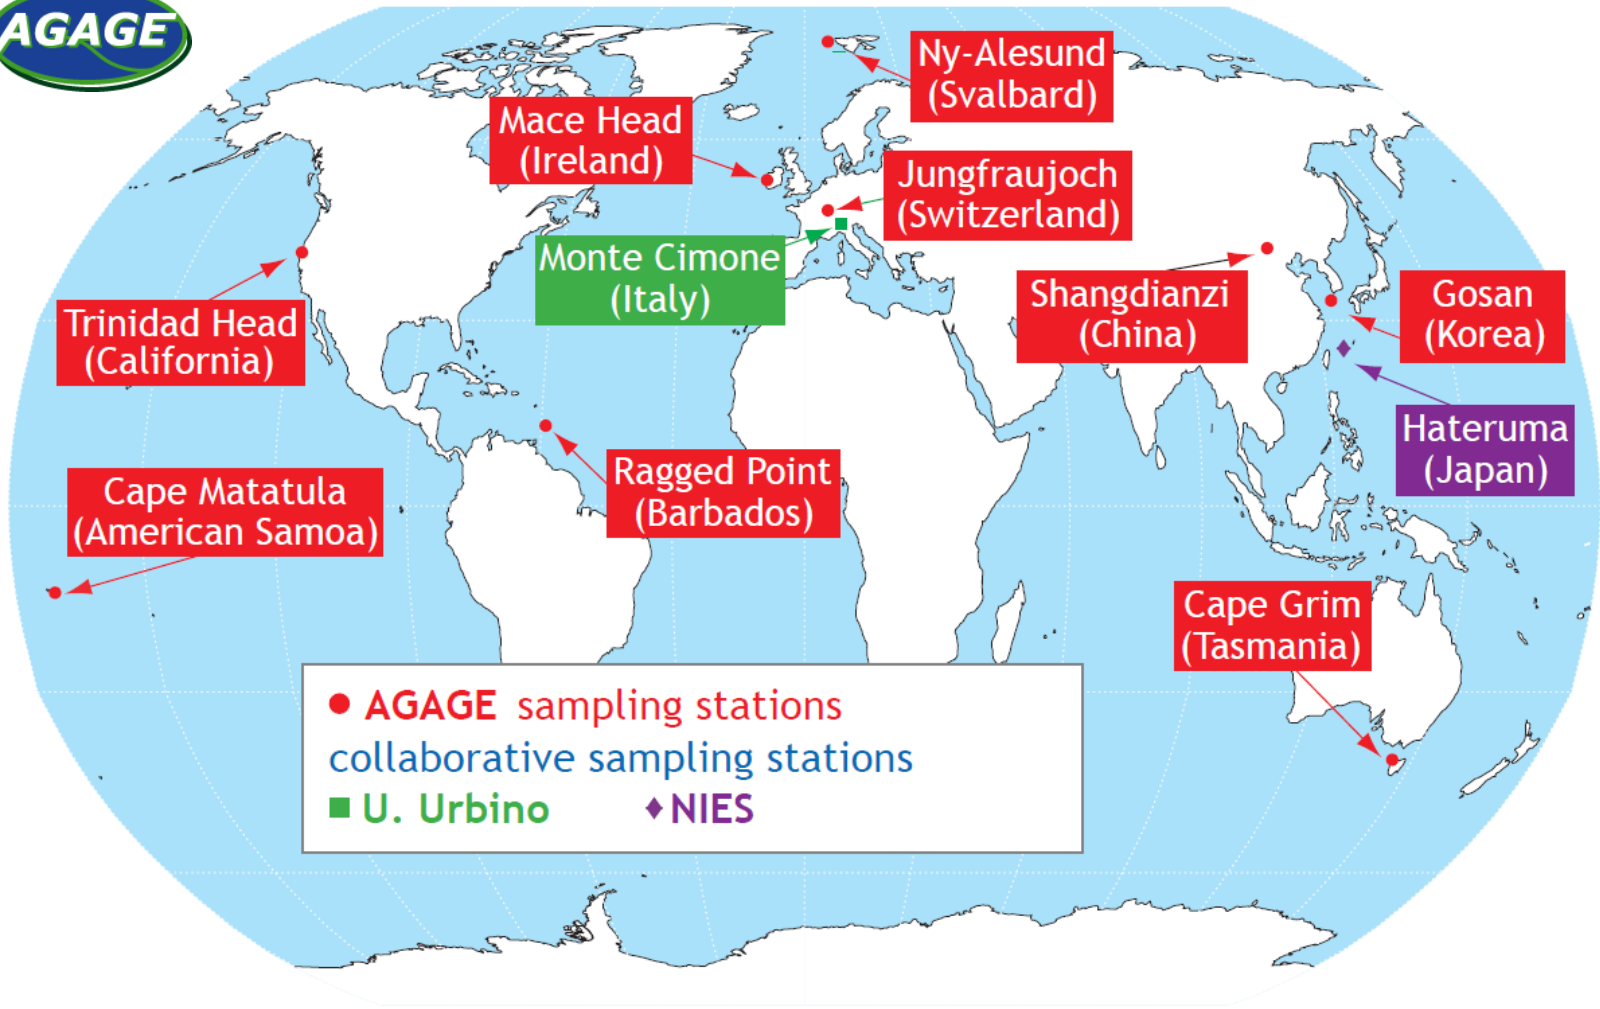 AGAGE
Ny-Alesund
(Svalbard)
Mace Head
(Ireland)
Jungfraujoch
(Switzerland)
Monte Cimone
(Italy)
Trinidad Head
(California)
Shangdianzi
(China)
Gosan
(Korea)
Hateruma
(Japan)
Ragged Point
(Barbados)
Cape Matatula
(American Samoa)
Cape Grim
(Tasmania)
AGAGE sampling stations
collaborative sampling stations
U. Urbino NIES